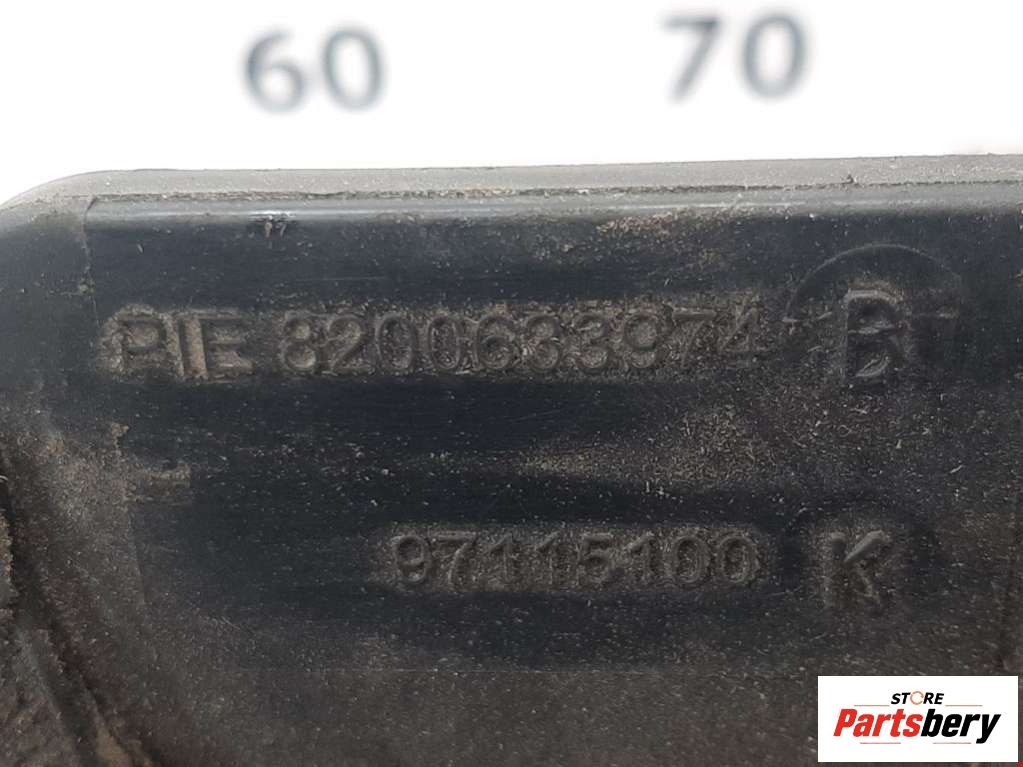 60 70
PIE 8200633974 -- B
97115100 K
STORE
Partsbery